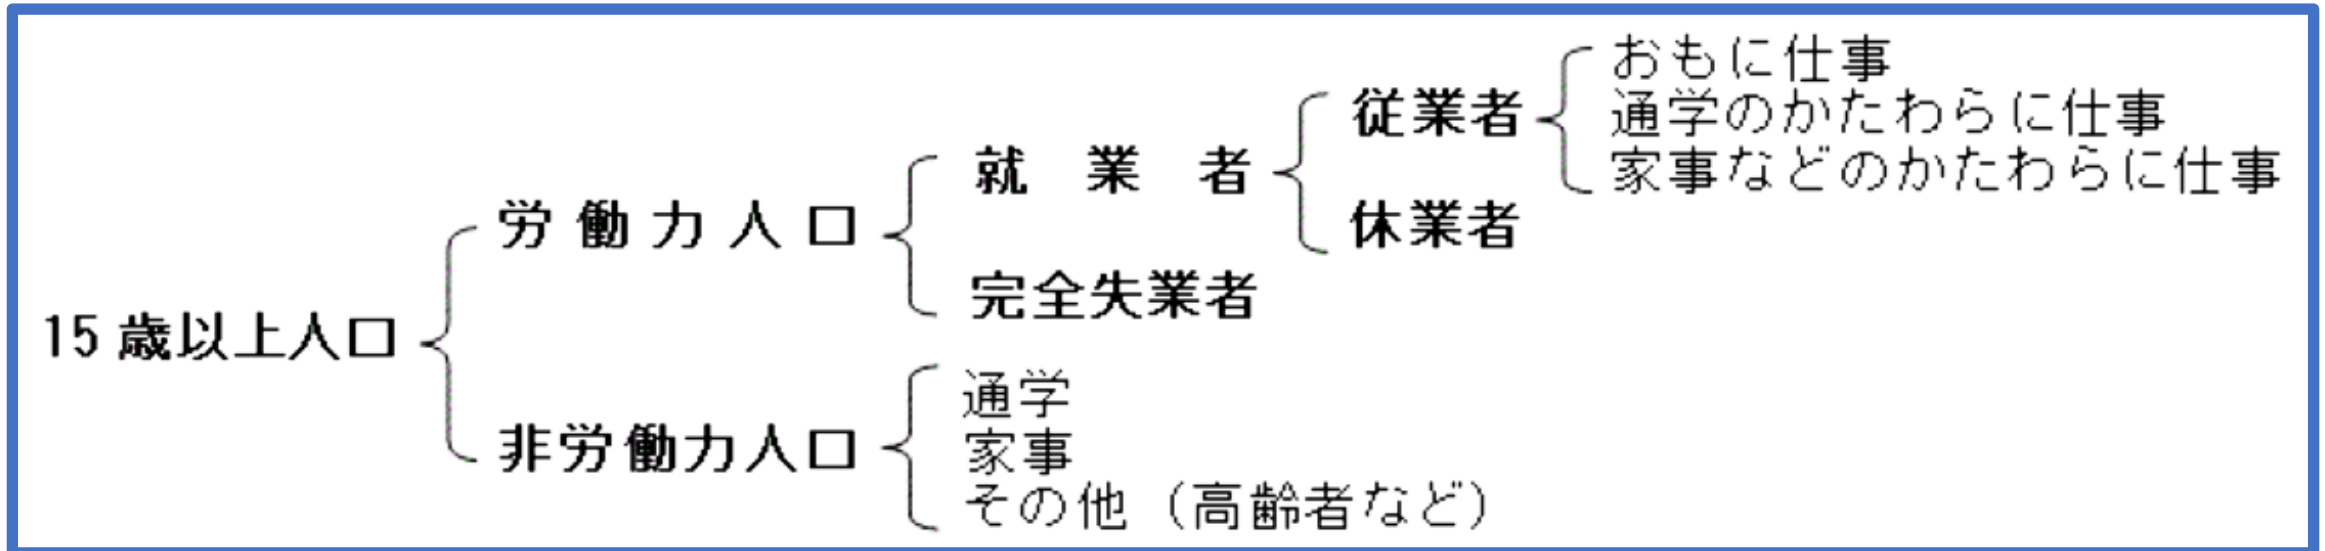 おもに仕事
従業者
通学のかたわらに仕事
就業者
家事などのかたわらに仕事
労働力人口
休業者
完全失業者
15歳以上人口
通学
非労働力人口
家事
その他（高齢者など）